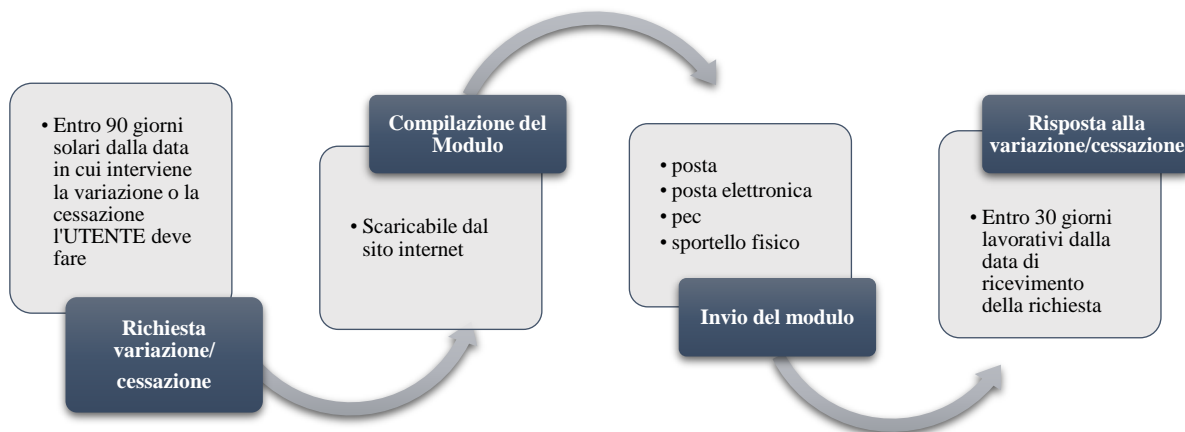 • Entro 90 giorni
solari dalla data
in cui interviene
la variazione o la
cessazione
l'UTENTE deve
fare
Richiesta
variazione/
cessazione
Compilazione del
Modulo
• Scaricabile dal
sito internet
• posta
• posta elettronica
• pec
• sportello fisico
Invio del modulo
Risposta alla
variazione/cessazione
• Entro 30 giorni
lavorativi dalla
data di
ricevimento
della richiesta